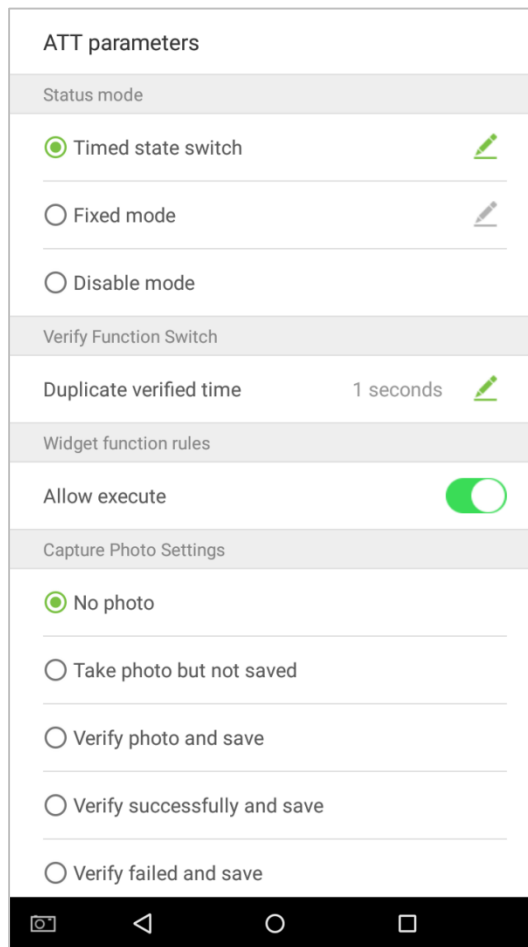 ATT parameters
Status mode
Timed state switch
Fixed mode
Disable mode
Verify Function Switch
Duplicate verified time 1 seconds
Widget function rules
Allow execute
Capture Photo Settings
No photo
Take photo but not saved
Verify photo and save
Verify successfully and save
Verify failed and save